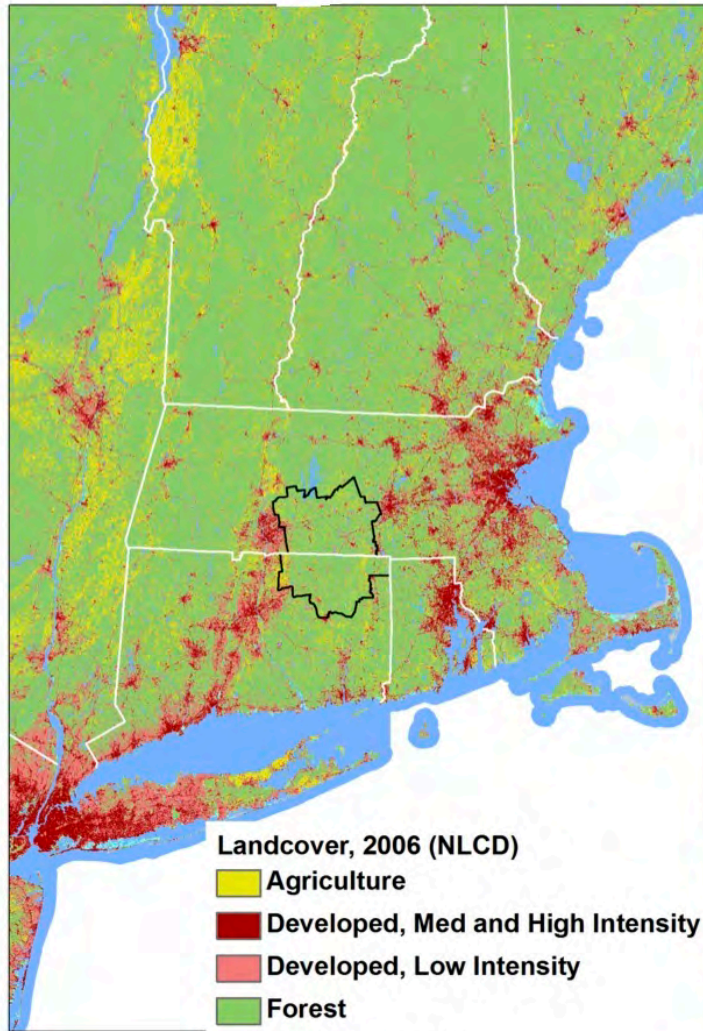 Landcover, 2006 (NLCD)
Agriculture
Developed, Med and High Intensity
Developed, Low Intensity
Forest